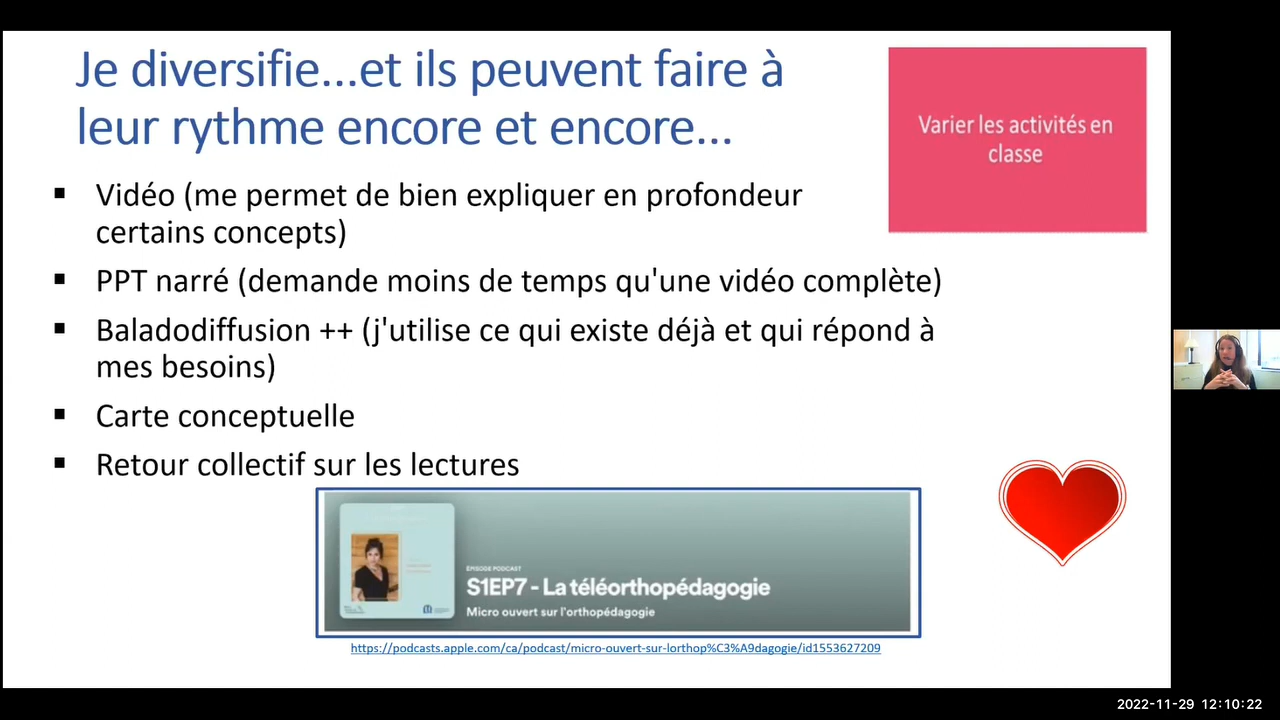 Je diversifie...et ils peuvent faire à
leur rythme encore et encore...
Varier les activités en
classe
▪ Vidéo (me permet de bien expliquer en profondeur
certains concepts)
▪ PPT narré (demande moins de temps qu'une vidéo complète)
▪ Baladodiffusion ++ (j'utilise ce qui existe déjà et qui répond à
mes besoins)
▪ Carte conceptuelle
▪ Retour collectif sur les lectures
ÉPISODE PODCAST
S1EP7 - La téléorthopédagogie
Micro ouvert sur l'orthopédagogie
https://podcasts.apple.com/ca/podcast/micro-ouvert-sur-lorthop%C3%A9dagogie/id1553627209
2022-11-29 12:10:22